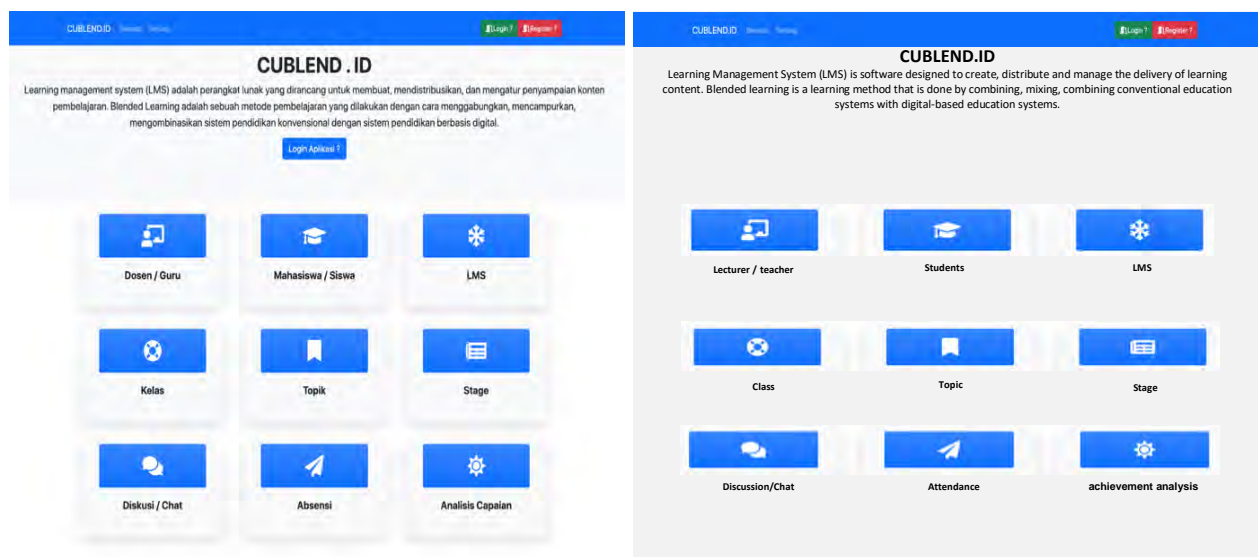 CUBLEND.ID
Login ?
Register ?
CUBLEND . ID
Learning management system (LMS) adalah perangkat lunak yang dirancang untuk membuat, mendistribusikan, dan mengatur penyampaian konten
pembelajaran. Blended Learning adalah sebuah metode pembelajaran yang dilakukan dengan cara menggabungkan, mencampurkan,
mengombinasikan sistem pendidikan konvensional dengan sistem pendidikan berbasis digital.
Login Aplikasi ?
Dosen / Guru
Mahasiswa / Siswa
LMS
Kelas
Topik
Stage
Diskusi / Chat
Absensi
Analisis Capaian
CUBLEND.ID
Login ?
Register ?
CUBLEND.ID
Learning Management System (LMS) is software designed to create, distribute and manage the delivery of learning
content. Blended learning is a learning method that is done by combining, mixing, combining conventional education
systems with digital-based education systems.
Lecturer / teacher
Students
LMS
Class
Topic
Stage
Discussion/Chat
Attendance
achievement analysis